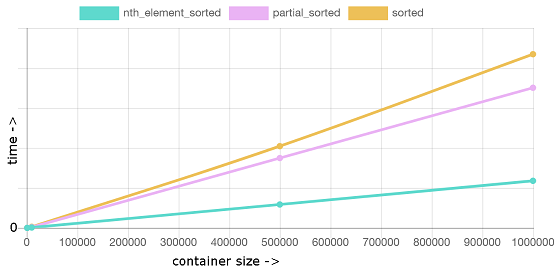 nth_element_sorted partial_sorted sorted
time ->
0
0 100000 200000 300000 400000 500000 600000 700000 800000 900000 1000000
container size ->